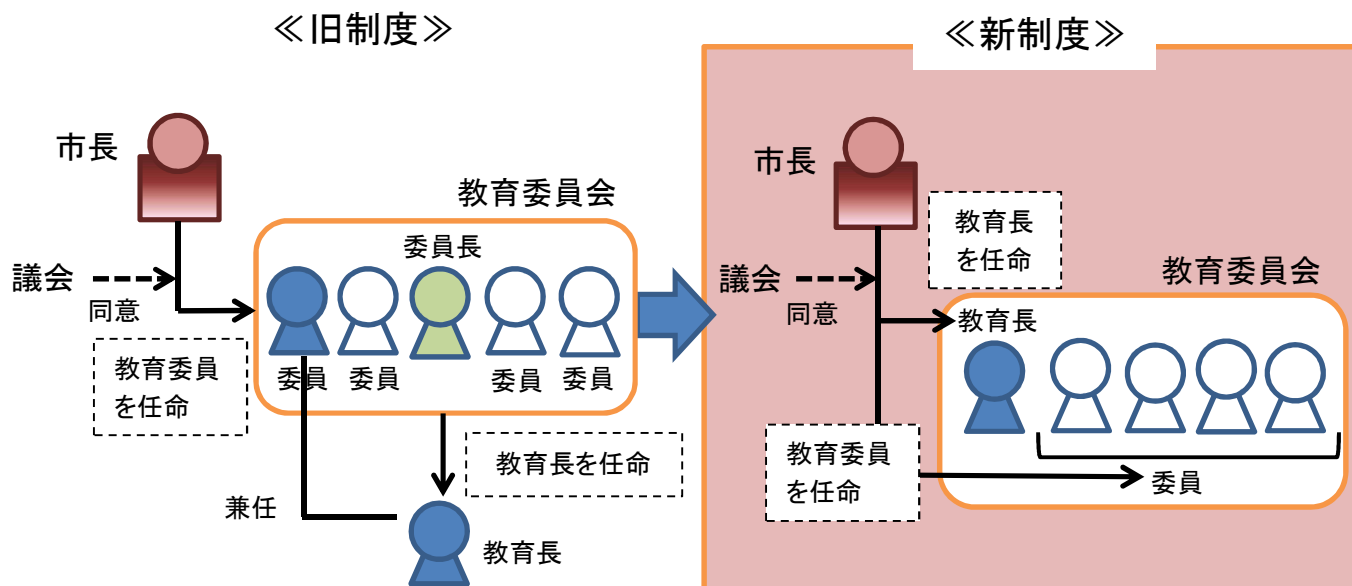 ≪旧制度≫
市長
議会
同意
教育委員
を任命
教育委員会
委員長
委員
委員
委員
委員
教育長を任命
兼任
教育長
≪新制度≫
市長
議会
同意
教育長
を任命
教育委員会
教育長
教育委員
を任命
委員